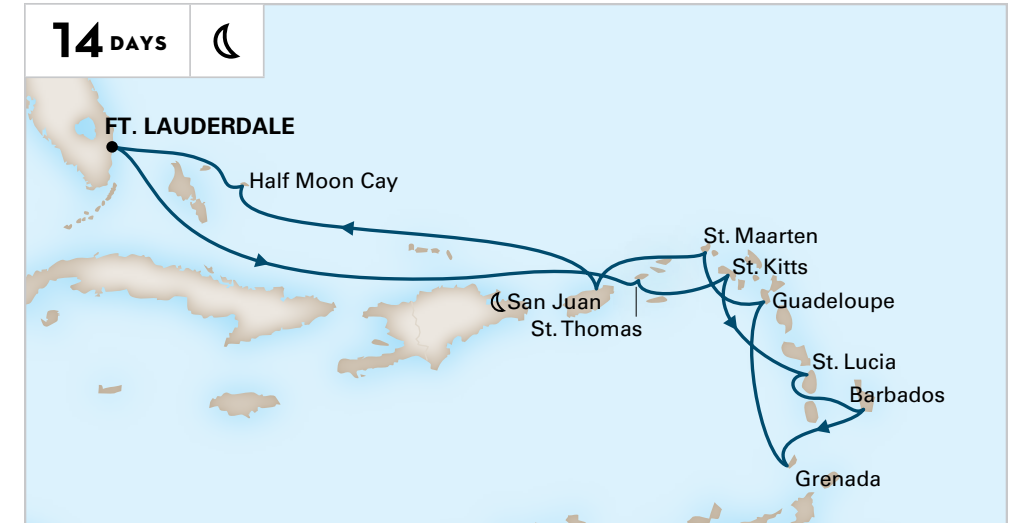 14 DAYS
FT. LAUDERDALE
Half Moon Cay
St. Maarten
St. Kitts
San Juan
Guadeloupe
St. Thomas
St. Lucia
Barbados
Grenada